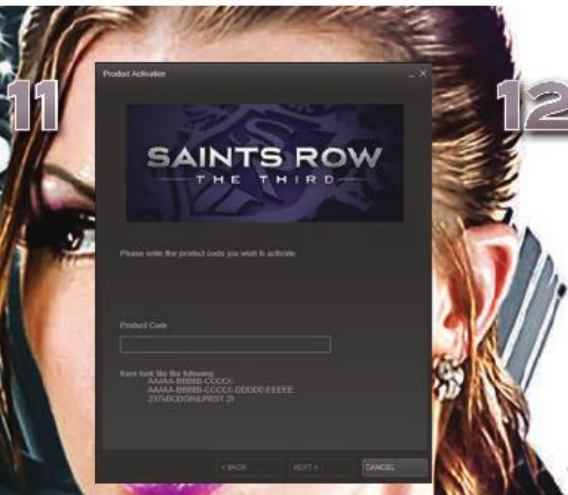 11
12
Product Activation
SAINTS ROW
THE THIRD
Please enter the product code you wish to activate.
Product Code
Keys look like the following:
AAAAA-BBBBB-CCCCC
AAAAA-BBBBB-CCCCC-DDDDD-EEEEE
< BACK
NEXT >
CANCEL